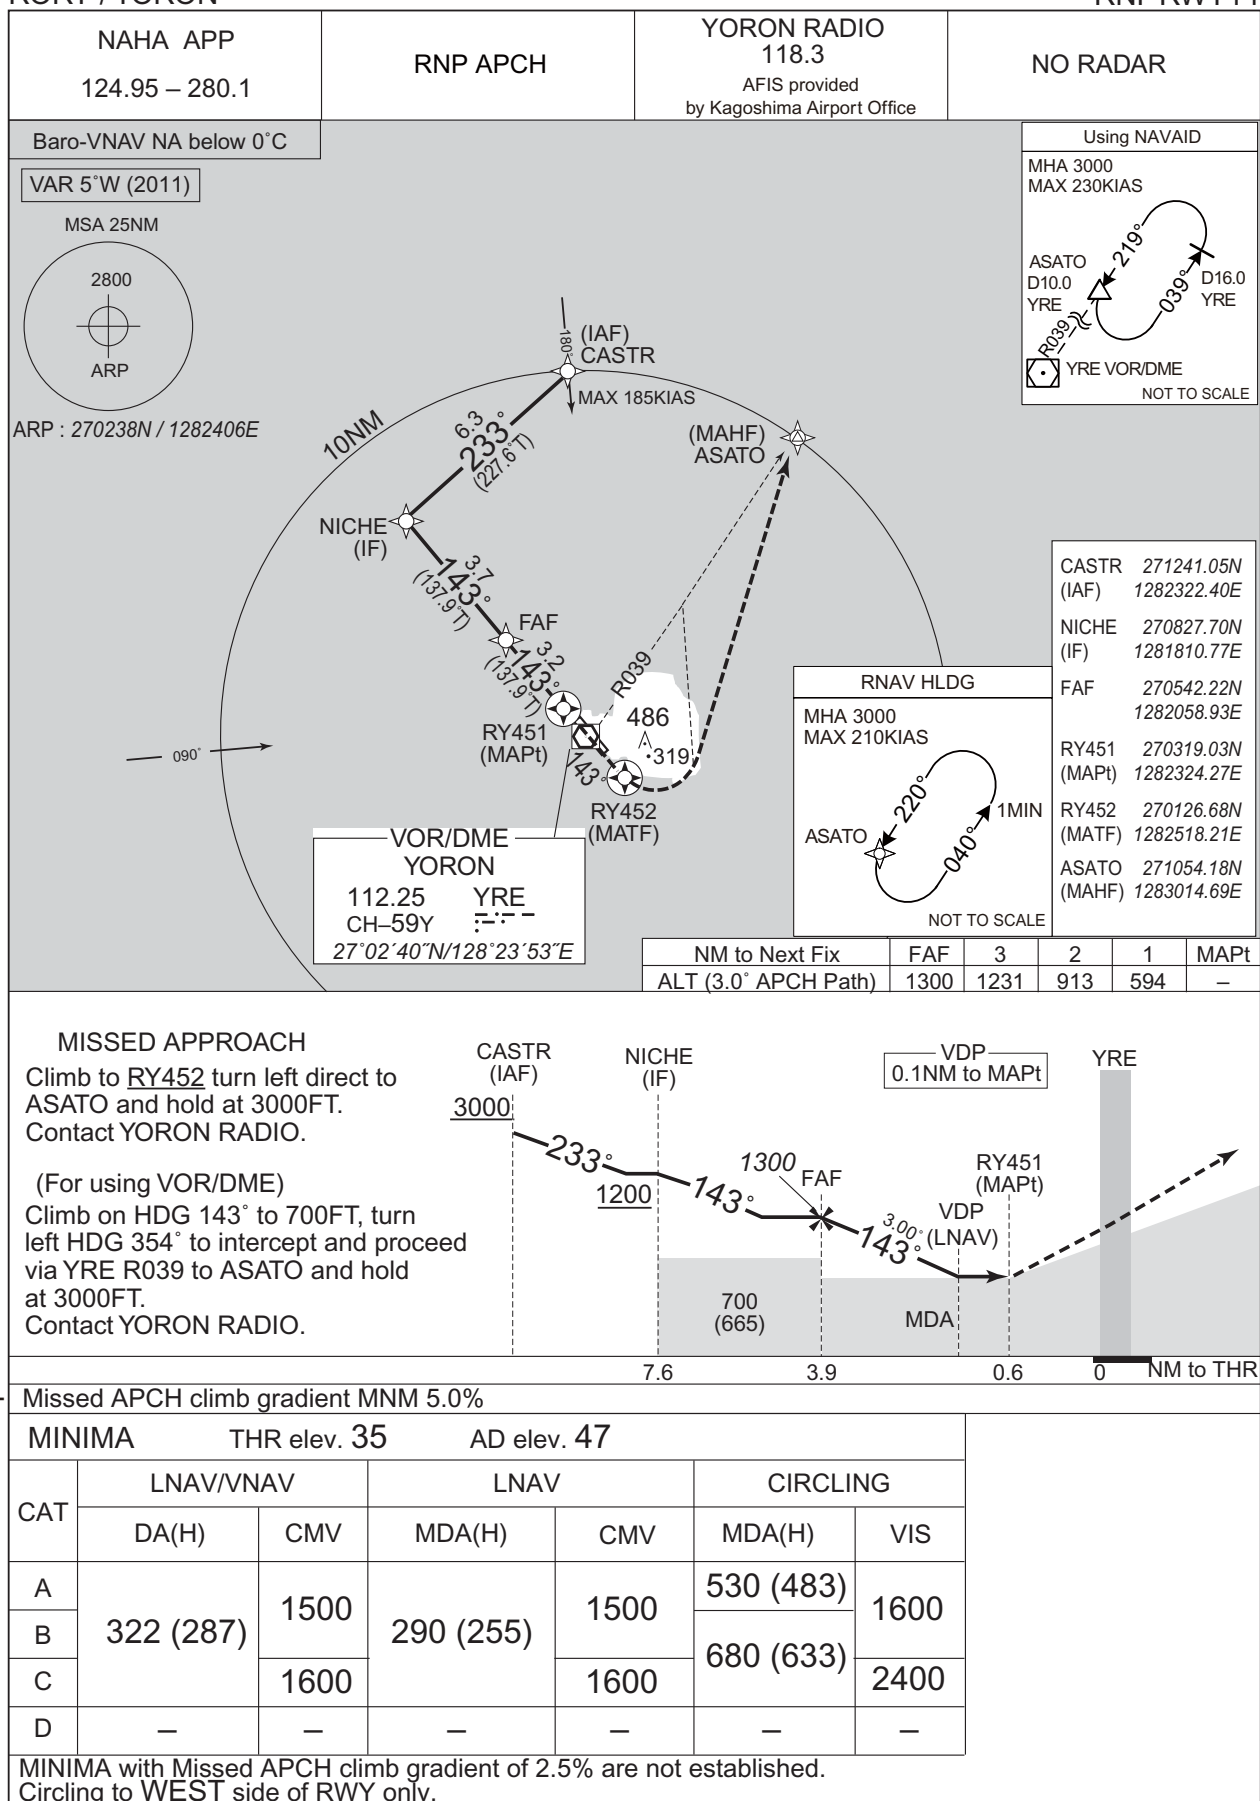 NAHA APP
124.95 – 280.1
RNP APCH
YORON RADIO
118.3
AFIS provided
by Kagoshima Airport Office
NO RADAR
Baro-VNAV NA below 0˚C
VAR 5˚W (2011)
MSA 25NM
2800
ARP
ARP : 270238N / 1282406E
Using NAVAID
MHA 3000
MAX 230KIAS
219˚
039˚
ASATO
D10.0
YRE
D16.0
YRE
R039
YRE VOR/DME
NOT TO SCALE
180˚
(IAF)
CASTR
MAX 185KIAS
10NM
6.3
233˚
(227.6˚T)
(MAHF)
ASATO
NICHE
(IF)
3.7
143˚
(137.9˚T)
FAF
3.2
143˚
(137.9˚T)
R039
486
319
RY451
(MAPt)
143˚
090˚
RY452
(MATF)
VOR/DME
YORON
112.25 YRE
CH–59Y
27˚02´40˝N/128˚23´53˝E
RNAV HLDG
MHA 3000
MAX 210KIAS
220˚
040˚
1MIN
ASATO
NOT TO SCALE
CASTR 271241.05N
(IAF) 1282322.40E
NICHE 270827.70N
(IF) 1281810.77E
FAF 270542.22N
1282058.93E
RY451 270319.03N
(MAPt) 1282324.27E
RY452 270126.68N
(MATF) 1282518.21E
ASATO 271054.18N
(MAHF) 1283014.69E
NM to Next Fix FAF 3 2 1 MAPt
ALT (3.0˚ APCH Path) 1300 1231 913 594 –
MISSED APPROACH
Climb to RY452 turn left direct to
ASATO and hold at 3000FT.
Contact YORON RADIO.
(For using VOR/DME)
Climb on HDG 143˚ to 700FT, turn
left HDG 354˚ to intercept and proceed
via YRE R039 to ASATO and hold
at 3000FT.
Contact YORON RADIO.
CASTR
(IAF)
NICHE
(IF)
VDP
0.1NM to MAPt
YRE
3000
233˚
1200
143˚
1300
FAF
3.00˚
143˚
RY451
(MAPt)
VDP
(LNAV)
700
(665)
MDA
7.6 3.9 0.6 0 NM to THR
Missed APCH climb gradient MNM 5.0%
MINIMA THR elev. 35 AD elev. 47
CAT LNAV/VNAV LNAV CIRCLING
DA(H) CMV MDA(H) CMV MDA(H) VIS
A 530 (483)
1500 1500 1600
B 322 (287) 290 (255)
680 (633)
C 1600 1600 2400
D – – – – – –
MINIMA with Missed APCH climb gradient of 2.5% are not established.
Circling to WEST side of RWY only.